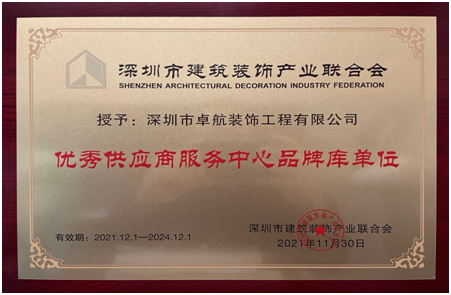 深圳市建筑装饰产业联合会
SHENZHEN ARCHITECTURAL DECORATION INDUSTRY FEDERATION
授予：深圳市卓航装饰工程有限公司
优秀供应商服务中心品牌库单位
有效期：2021.12.1—2024.12.1
深圳市建筑装饰产业联合会
2021年11月30日